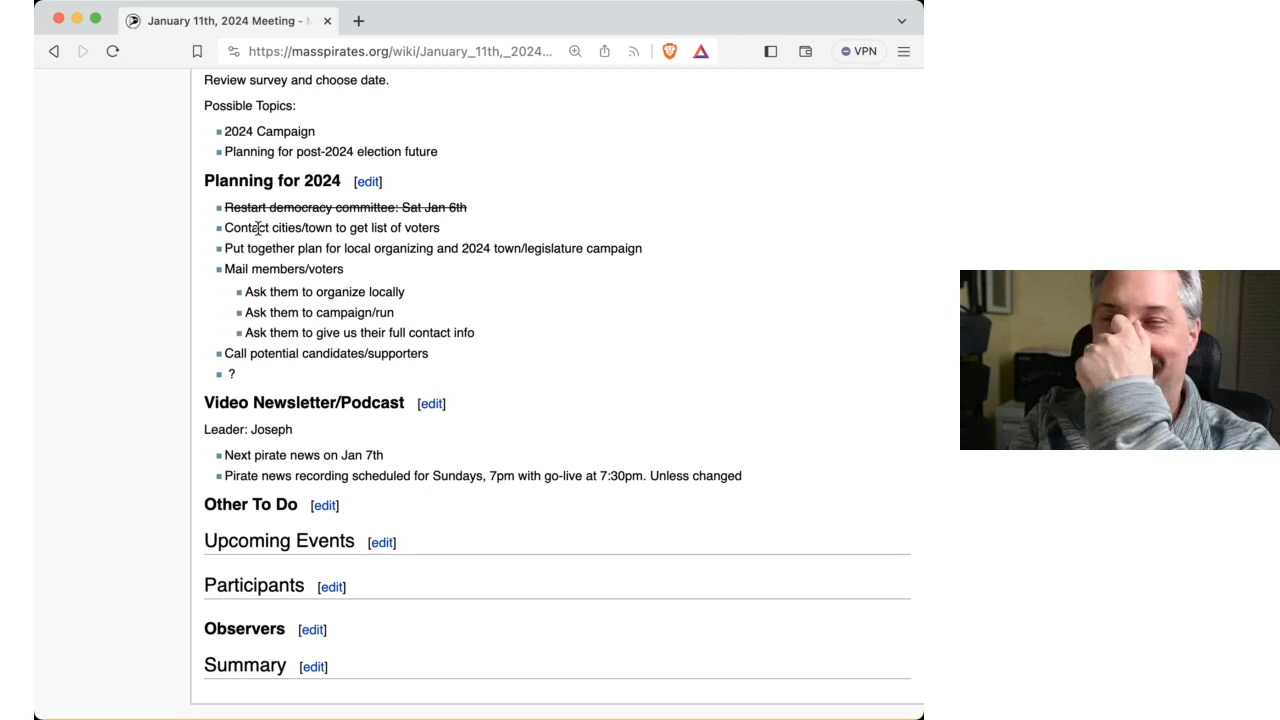 January 11th, 2024 Meeting - M
https://masspirates.org/wiki/January_11th,_2024...
VPN
Review survey and choose date.
Possible Topics:
2024 Campaign
Planning for post-2024 election future
Planning for 2024 [edit]
Restart democracy committee: Sat Jan 6th
Contact cities/town to get list of voters
Put together plan for local organizing and 2024 town/legislature campaign
Mail members/voters
Ask them to organize locally
Ask them to campaign/run
Ask them to give us their full contact info
Call potential candidates/supporters
?
Video Newsletter/Podcast [edit]
Leader: Joseph
Next pirate news on Jan 7th
Pirate news recording scheduled for Sundays, 7pm with go-live at 7:30pm. Unless changed
Other To Do [edit]
Upcoming Events [edit]
Participants [edit]
Observers [edit]
Summary [edit]